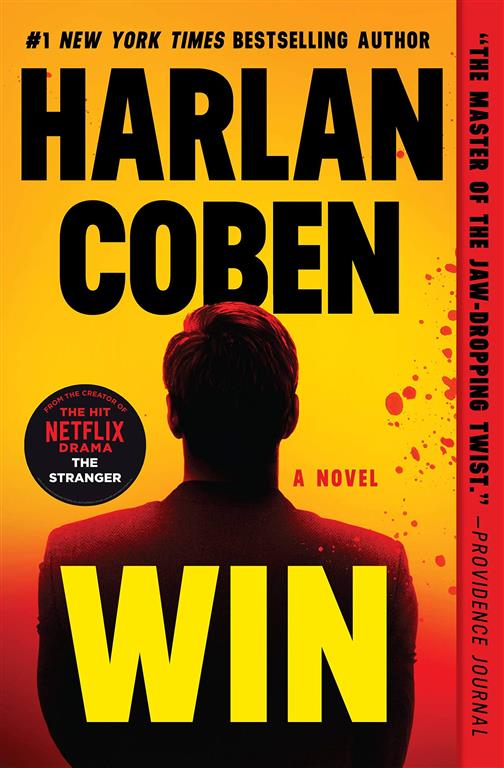 #1 NEW YORK TIMES BESTSELLING AUTHOR
HARLAN
COBEN
FROM THE CREATOR OF
THE HIT
NETFLIX
DRAMA
THE
STRANGER
A NOVEL
WIN
“THE MASTER OF THE JAW-DROPPING TWIST.” —PROVIDENCE JOURNAL